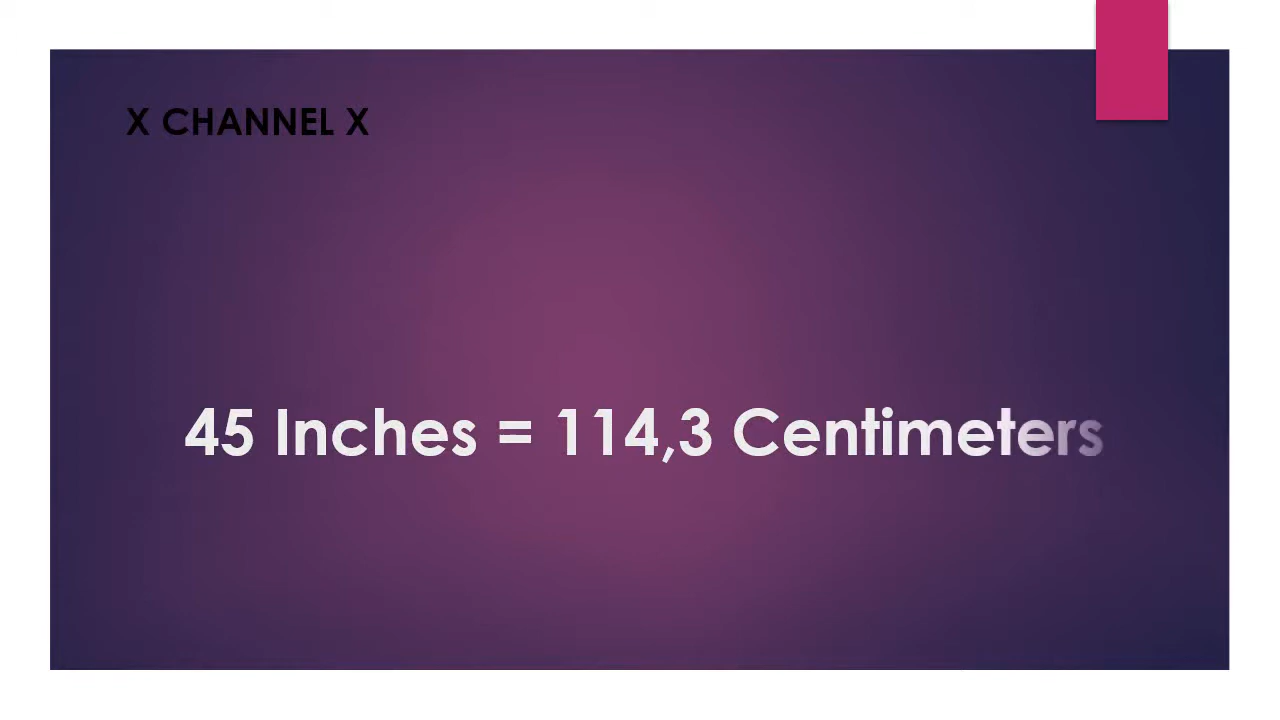 X CHANNEL X
45 Inches = 114,3 Centimeters